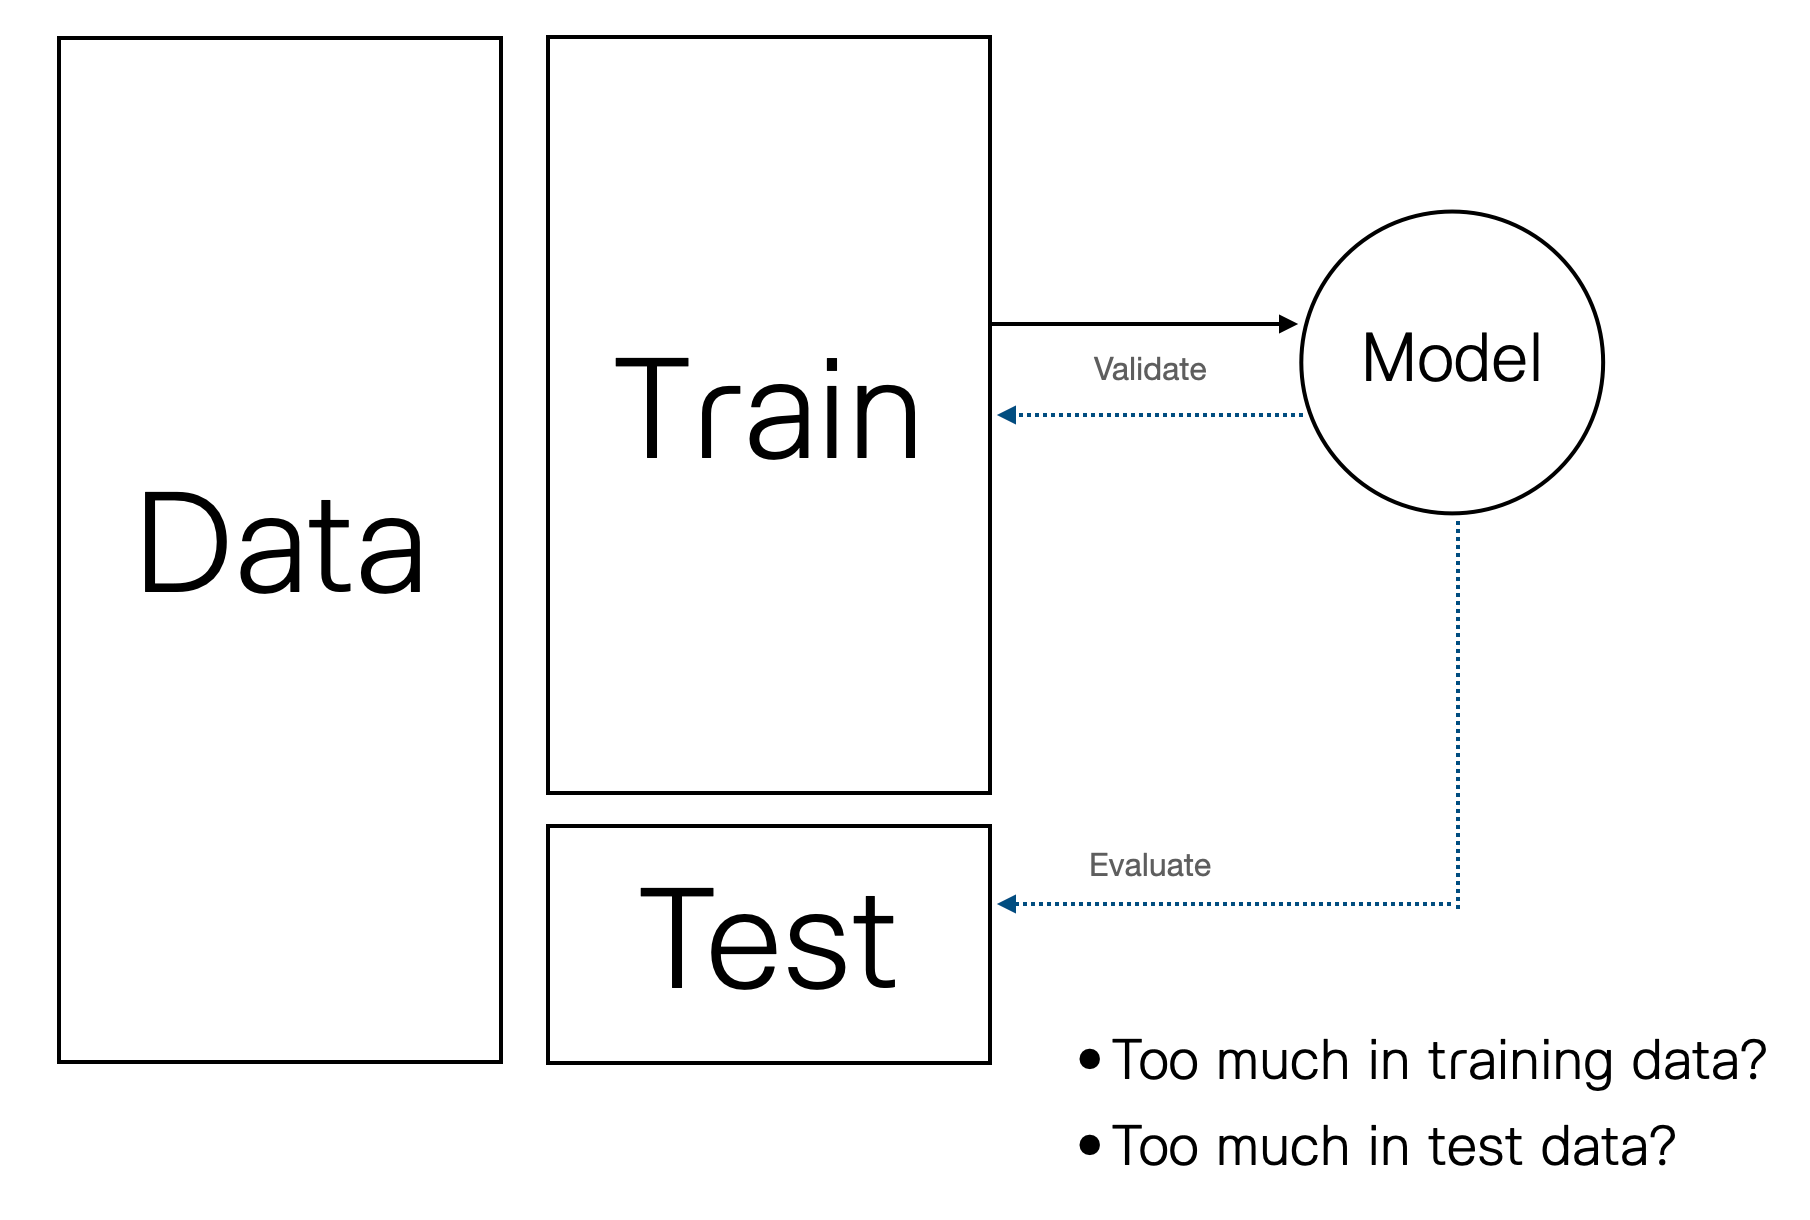 Data
Train
Validate
Model
Test
Evaluate
• Too much in training data?
• Too much in test data?